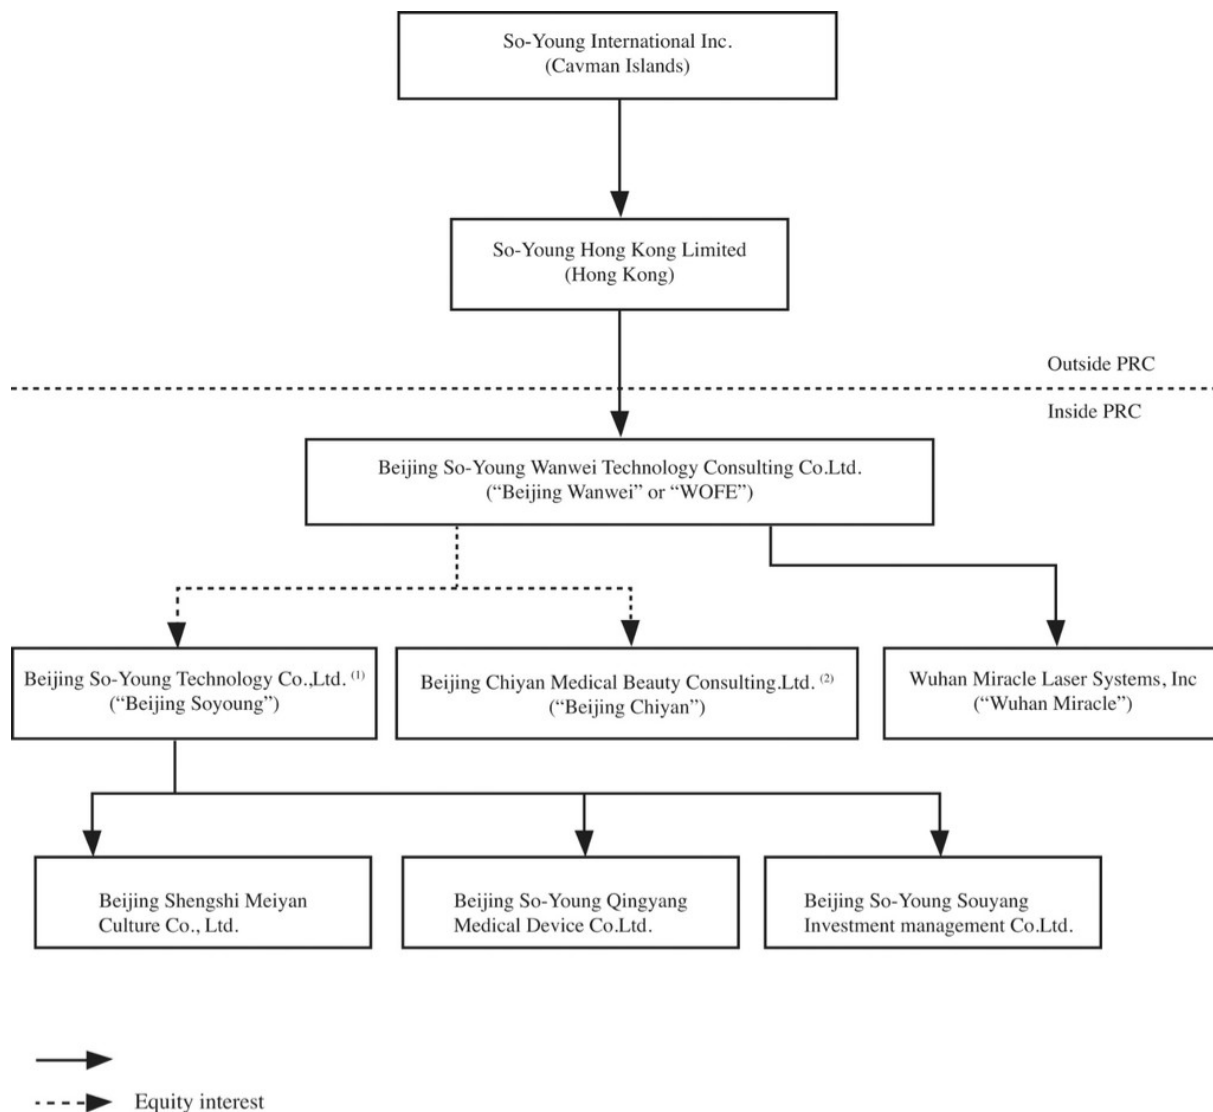 So-Young International Inc.
(Cavman Islands)
So-Young Hong Kong Limited
(Hong Kong)
Outside PRC
Inside PRC
Beijing So-Young Wanwei Technology Consulting Co.Ltd.
(“Beijing Wanwei” or “WOFE”)
Beijing So-Young Technology Co.,Ltd. (1)
(“Beijing Soyoung”)
Beijing Chiyan Medical Beauty Consulting.Ltd. (2)
(“Beijing Chiyan”)
Wuhan Miracle Laser Systems, Inc
(“Wuhan Miracle”)
Beijing Shengshi Meiyan
Culture Co., Ltd.
Beijing So-Young Qingyang
Medical Device Co.Ltd.
Beijing So-Young Souyang
Investment management Co.Ltd.
Equity interest